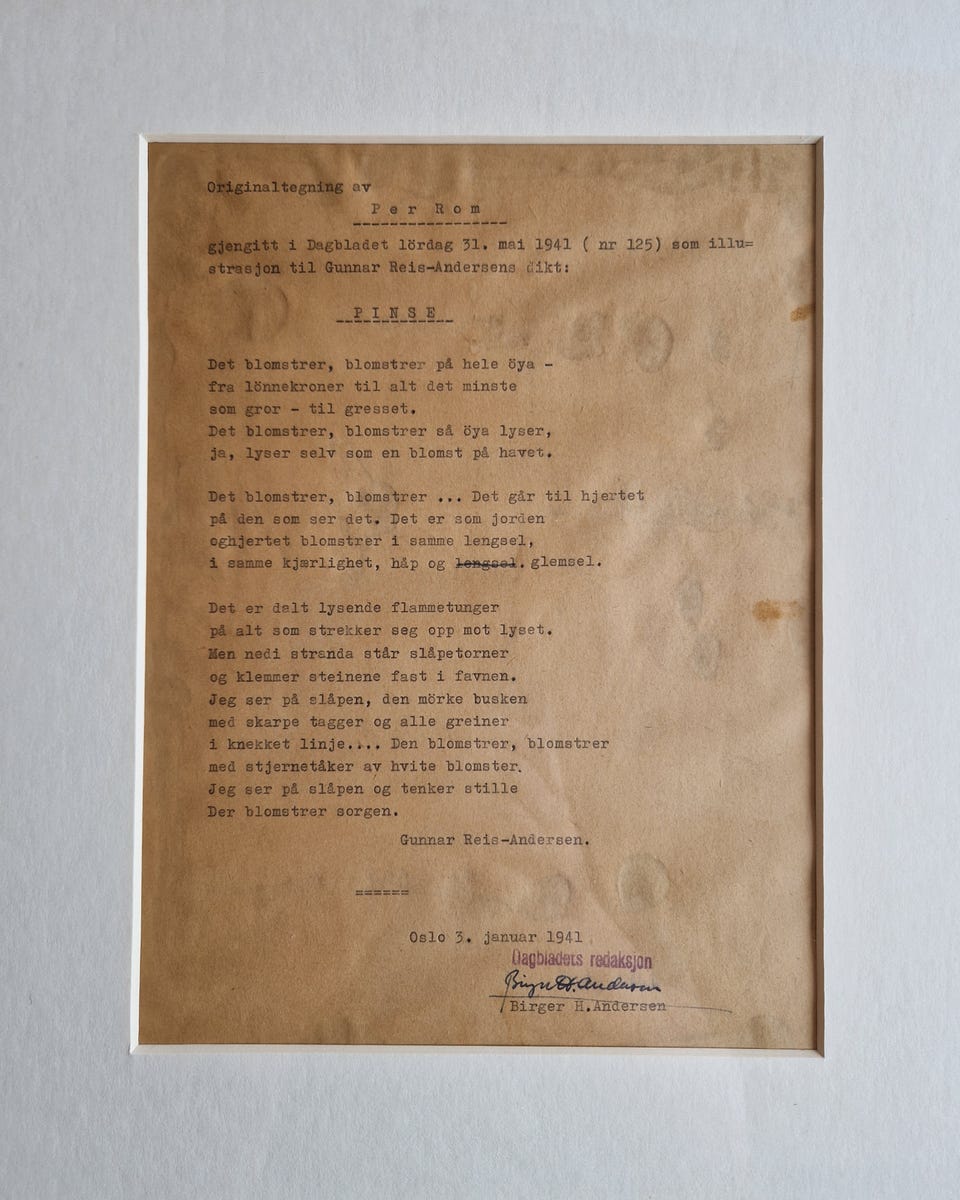 Originaltegning av
Per Rom
gjengitt i Dagbladet lördag 31. mai 1941 ( nr 125) som illu=
strasjon til Gunnar Reis-Andersens dikt:
PINSE
Det blomstrer, blomstrer på hele öya -
fra lönnekroner til alt det minste
som gror - til gresset.
Det blomstrer, blomstrer så öya lyser,
ja, lyser selv som en blomst på havet.
Det blomstrer, blomstrer ... Det går til hjertet
på den som ser det. Det er som jorden
oghjertet blomstrer i samme lengsel,
i samme kjærlighet, håp og lengsel. glemsel.
Det er dalt lysende flammetunger
på alt som strekker seg opp mot lyset.
Men nedi stranda står slåpetorner
og klemmer steinene fast i favnen.
Jeg ser på slåpen, den mörke busken
med skarpe tagger og alle greiner
i knekket linje.... Den blomstrer, blomstrer
med stjernetåker av hvite blomster.
Jeg ser på slåpen og tenker stille
Der blomstrer sorgen.
Gunnar Reis-Andersen.
======
Oslo 3. januar 1941
Dagbladets redaksjon
Birger H. Andersen
Birger H.Andersen